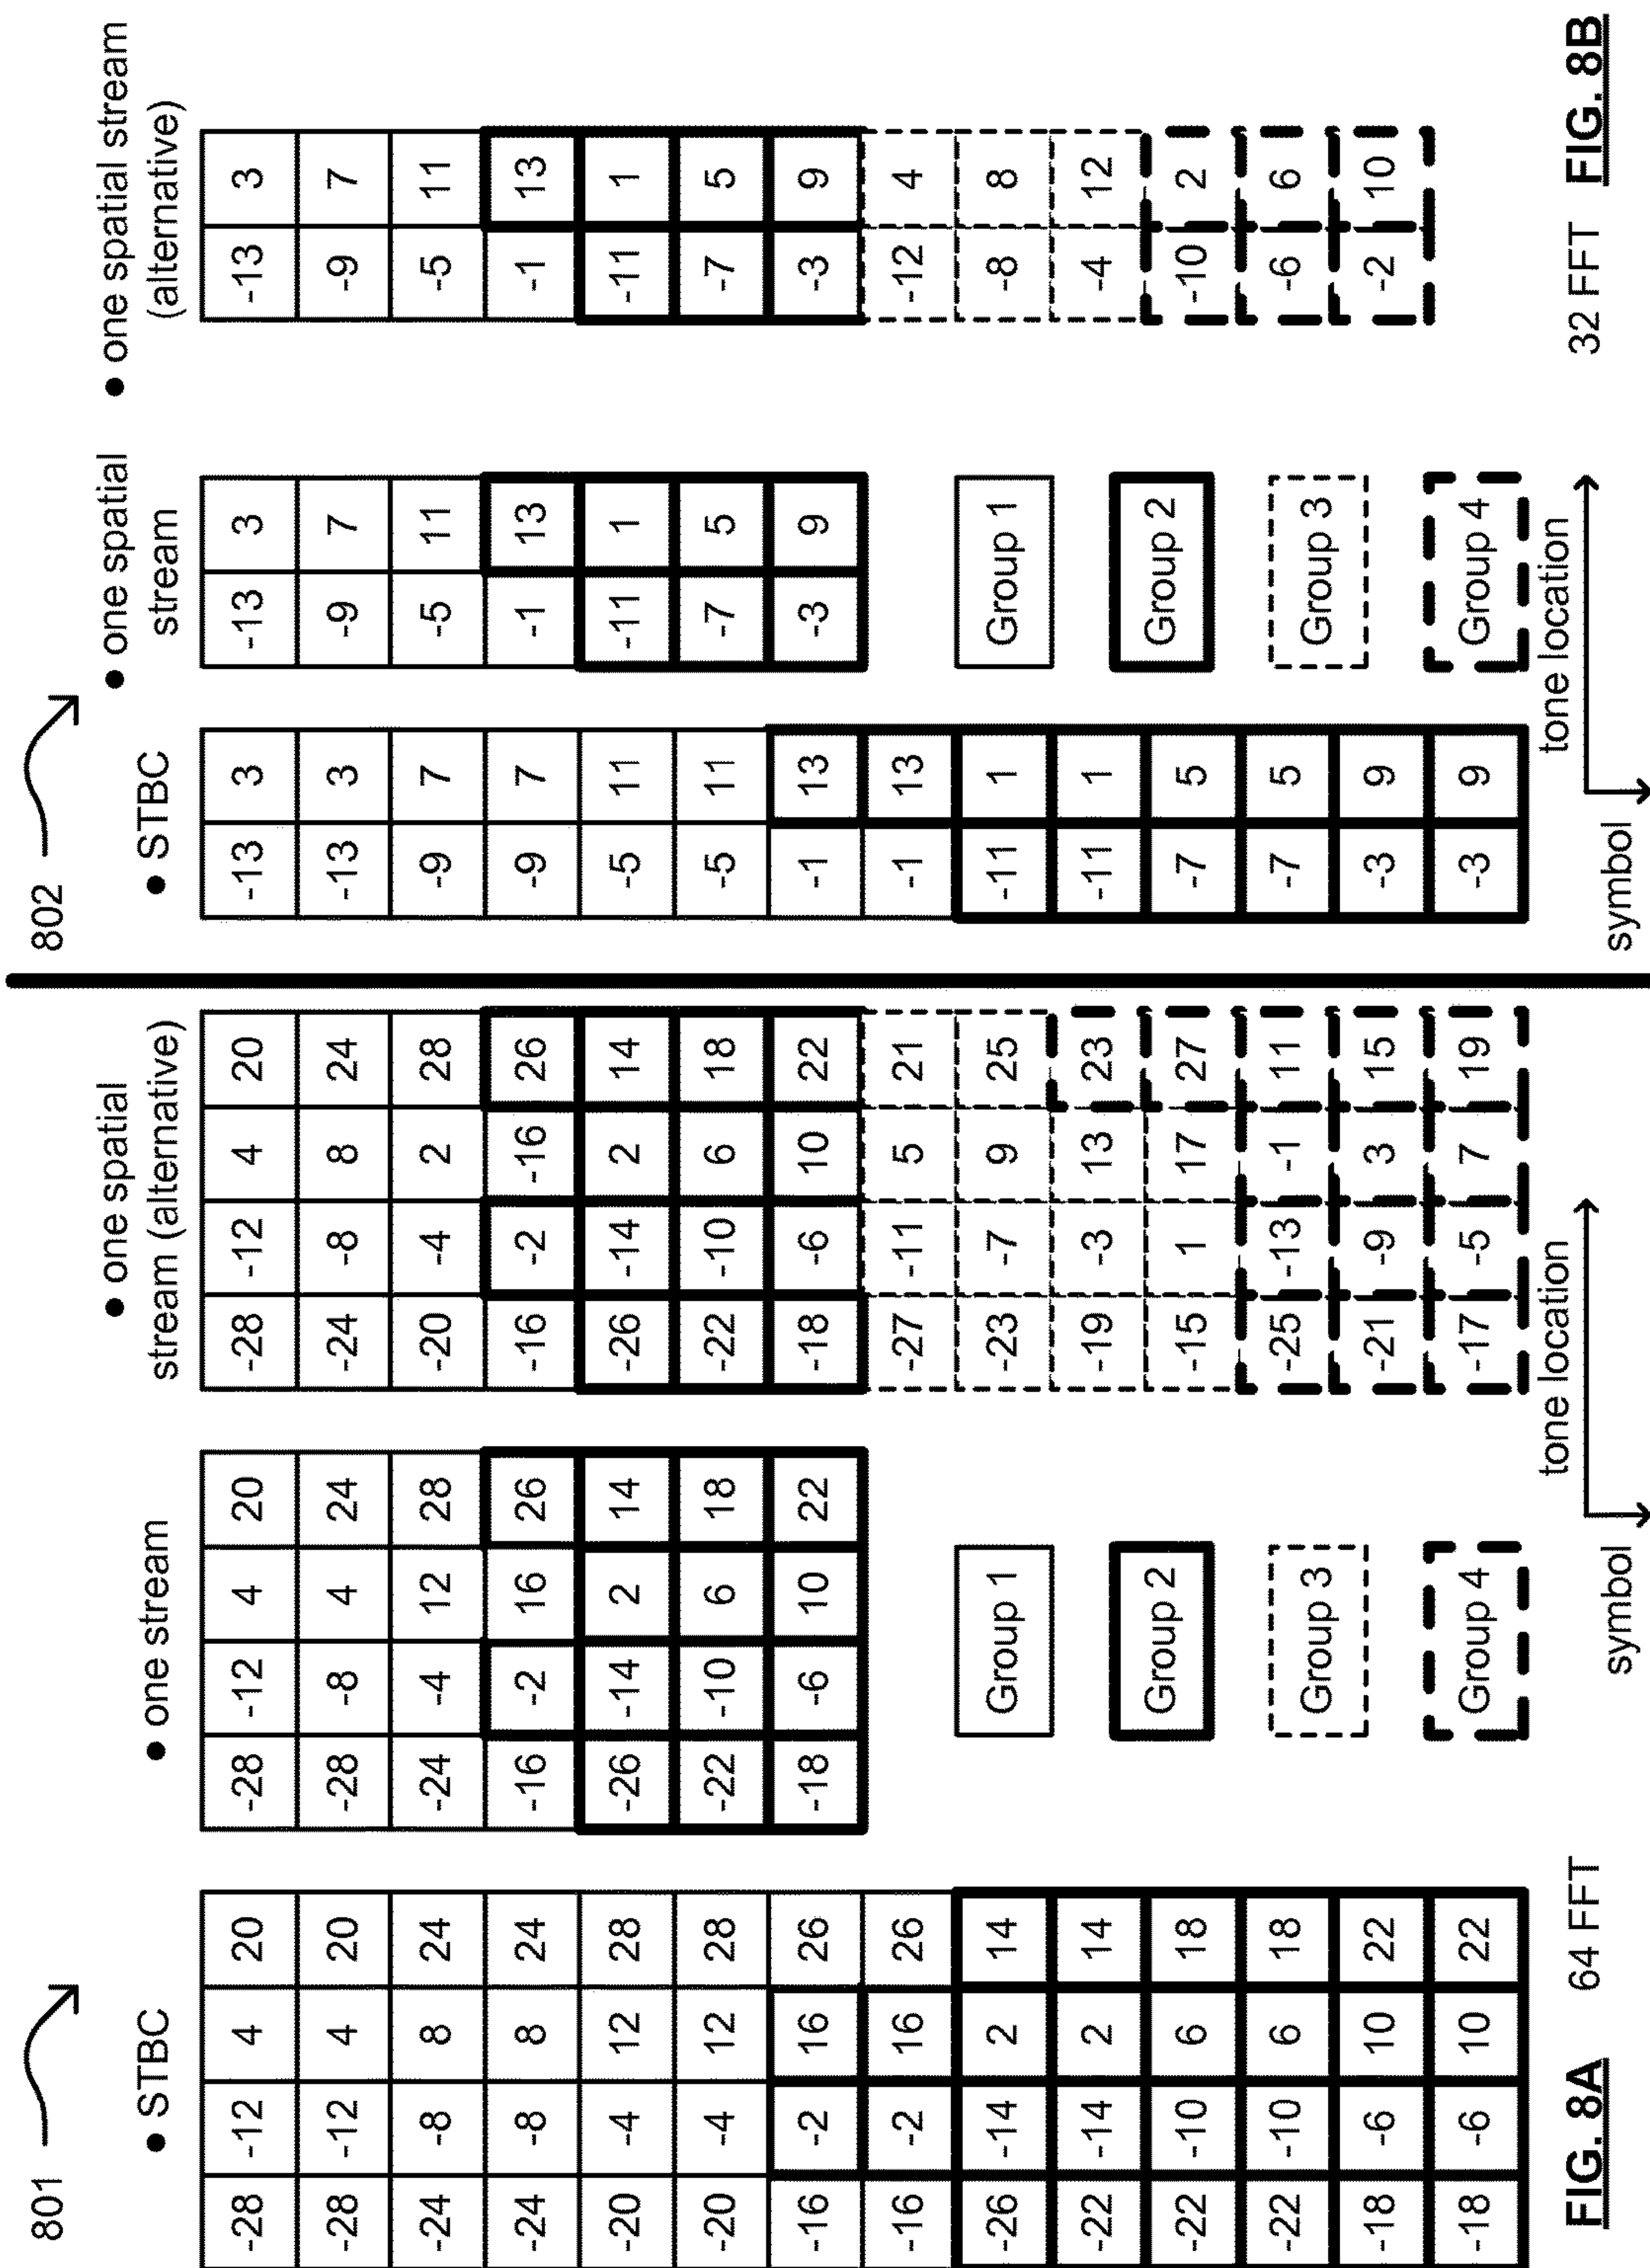 801
• STBC
-28 -12 4 20
-28 -12 4 20
-24 -8 8 24
-24 -8 8 24
-20 -4 12 28
-20 -4 12 28
-16 -2 16 26
-16 -2 16 26
-26 -14 2 14
-22 -14 2 14
-22 -10 6 18
-22 -10 6 18
-18 -6 10 22
-18 -6 10 22
• one stream
-28 -12 4 20
-28 -8 4 24
-24 -4 12 28
-16 -2 16 26
-26 -14 2 14
-22 -10 6 18
-18 -6 10 22
Group 1
Group 2
Group 3
Group 4
• one spatial
stream (alternative)
-28 -12 4 20
-24 -8 8 24
-20 -4 2 28
-16 -2 -16 26
-26 -14 2 14
-22 -10 6 18
-18 -6 10 22
-27 -11 5 21
-23 -7 9 25
-19 -3 13 23
-15 1 17 27
-25 -13 -1 11
-21 -9 3 15
-17 -5 7 19
tone location
symbol
FIG. 8A 64 FFT
802
• STBC
-13 3
-13 3
-9 7
-9 7
-5 11
-5 11
-1 13
-1 13
-11 1
-11 1
-7 5
-7 5
-3 9
-3 9
• one spatial
stream
-13 3
-9 7
-5 11
-1 13
-11 1
-7 5
-3 9
Group 1
Group 2
Group 3
Group 4
• one spatial stream
(alternative)
-13 3
-9 7
-5 11
-1 13
-11 1
-7 5
-3 9
-12 4
-8 8
-4 12
-10 2
-6 6
-2 10
tone location
symbol
32 FFT FIG. 8B